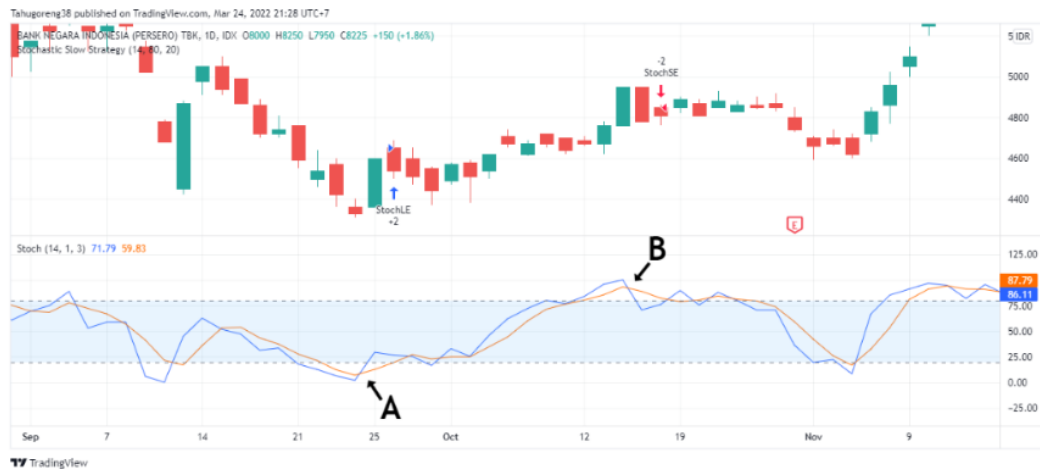 Tahugoreng38 published on TradingView.com, Mar 24, 2022 21:28 UTC+7
BANK NEGARA INDONESIA (PERSERO) TBK, 1D, IDX O8000 H8250 L7950 C8225 +150 (+1.86%)
Stochastic Slow Strategy (14, 80, 20)
5 IDR
5000
4800
4600
4400
-2
StochSE
StochLE
+2
E
Stoch (14, 1, 3) 71.79 59.83
B
A
125.00
87.79
86.11
75.00
50.00
25.00
0.00
-25.00
Sep 7 14 21 25 Oct 12 19 Nov 9
TradingView